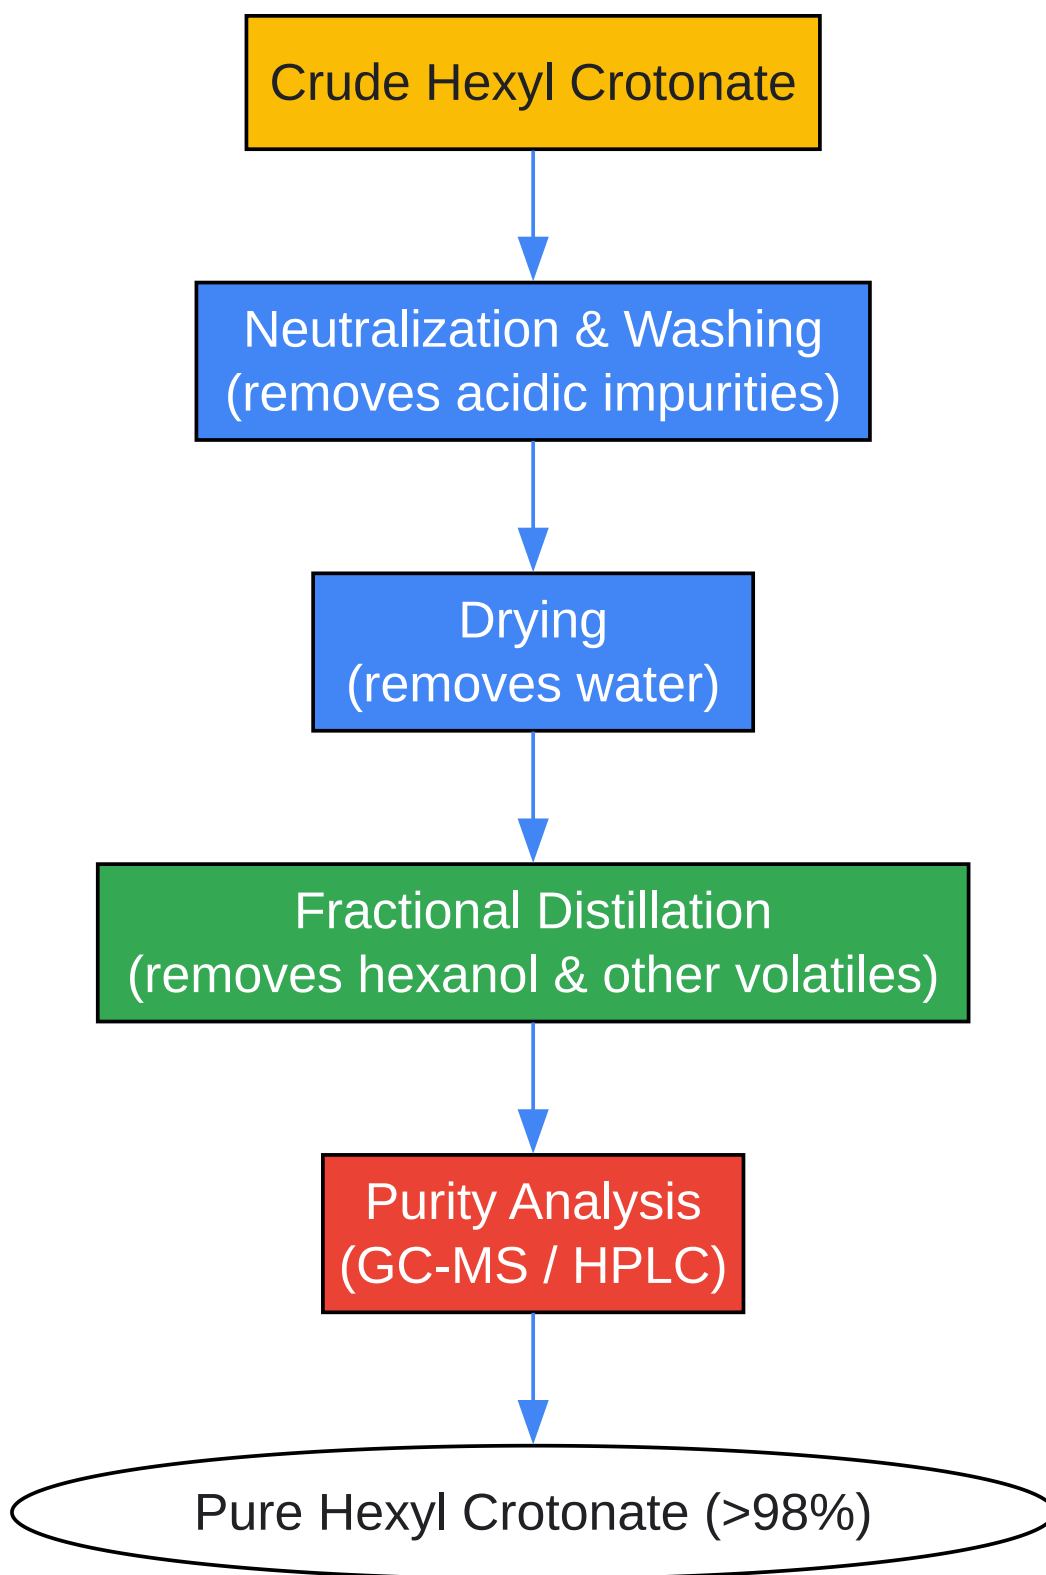 Crude Hexyl Crotonate
Neutralization & Washing
(removes acidic impurities)
Drying
(removes water)
Fractional Distillation
(removes hexanol & other volatiles)
Purity Analysis
(GC-MS / HPLC)
Pure Hexyl Crotonate (>98%)